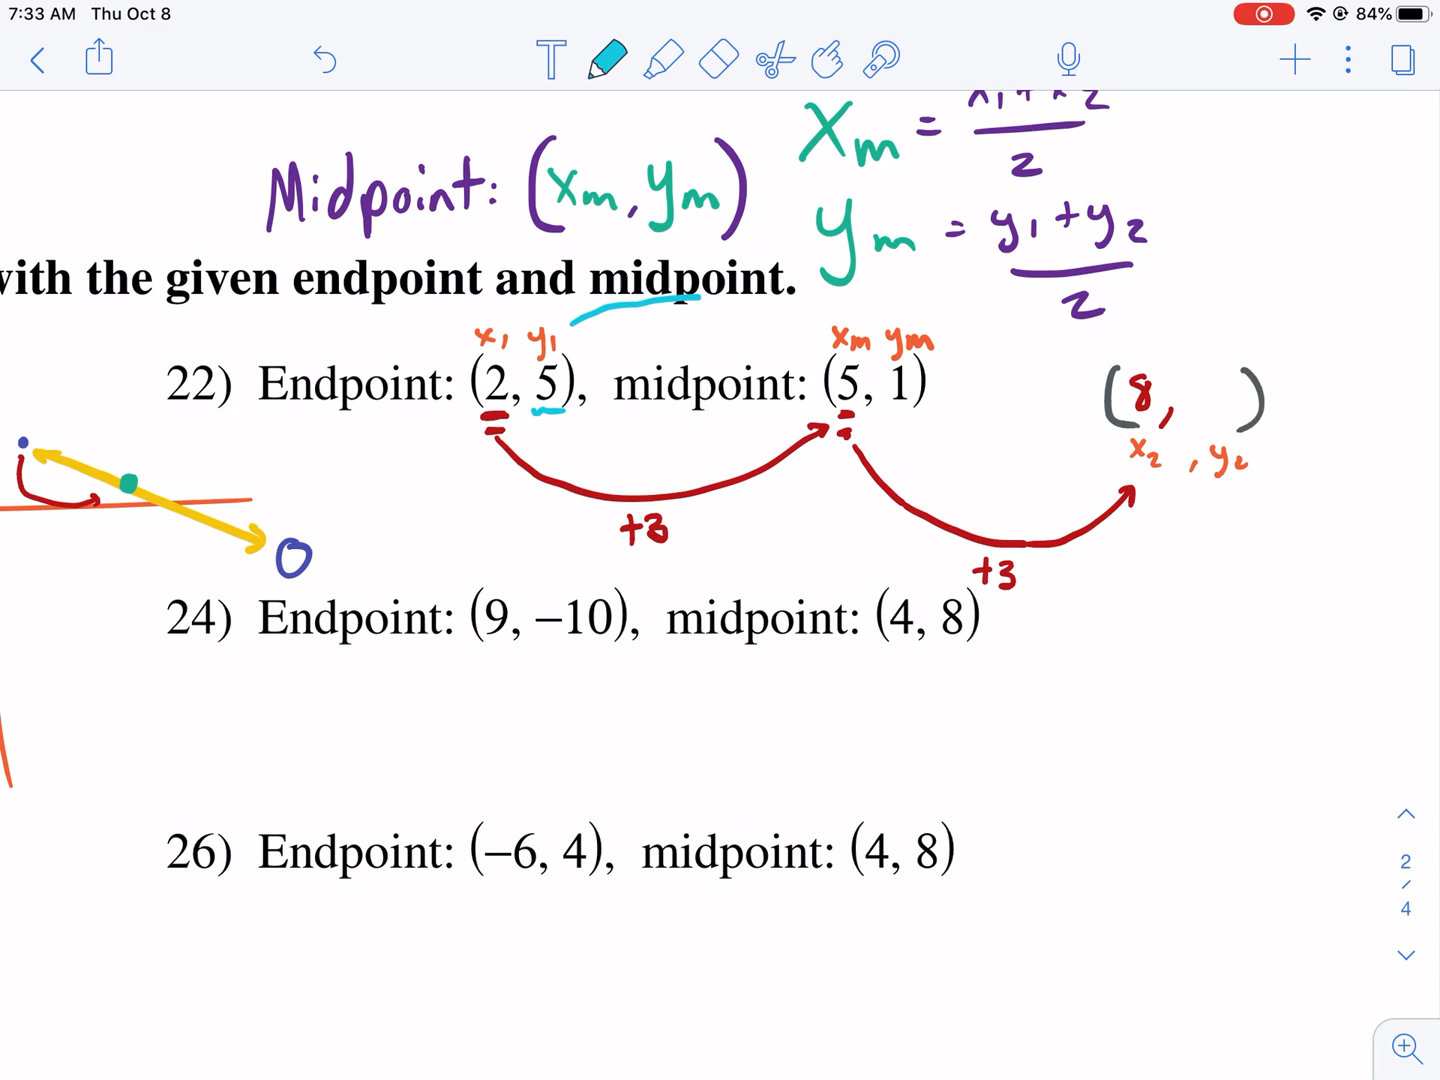 7:33 AM Thu Oct 8
84%
T
Xm = x1 + x2
2
Midpoint: (xm, ym)
ym = y1 + y2
2
with the given endpoint and midpoint.
x1 y1 xm ym
22) Endpoint: (2, 5), midpoint: (5, 1) (8, )
x2 , y2
+3
+3
24) Endpoint: (9, −10), midpoint: (4, 8)
26) Endpoint: (−6, 4), midpoint: (4, 8)
2
/
4